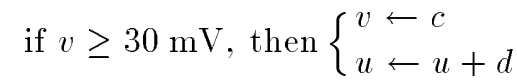 if v ≥ 30 mV, then { v ← c
u ← u + d